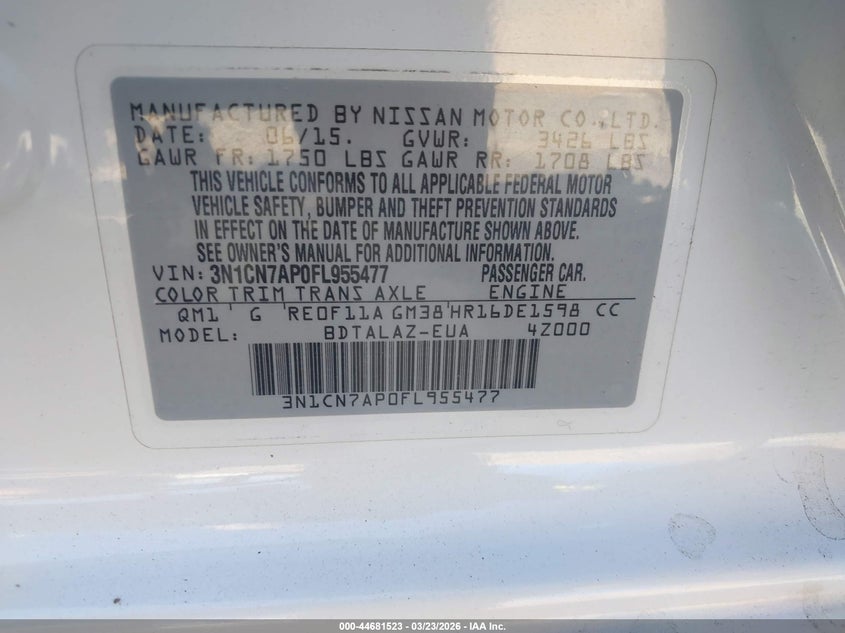 MANUFACTURED BY NISSAN MOTOR CO.,LTD.
DATE: 06/15. GVWR: 3426 LBS
GAWR FR: 1750 LBS GAWR RR: 1708 LBS
THIS VEHICLE CONFORMS TO ALL APPLICABLE FEDERAL MOTOR
VEHICLE SAFETY, BUMPER AND THEFT PREVENTION STANDARDS
IN EFFECT ON THE DATE OF MANUFACTURE SHOWN ABOVE.
SEE OWNER'S MANUAL FOR ADDITIONAL INFORMATION.
VIN: 3N1CN7AP0FL955477 PASSENGER CAR.
COLOR TRIM TRANS AXLE ENGINE
QM1 G RE0F11A GM38 HR16DE1598 CC
MODEL: BDTALAZ-EUA 4Z000
3N1CN7AP0FL955477
000-44681523 | 03/23/2026 - IAA Inc.